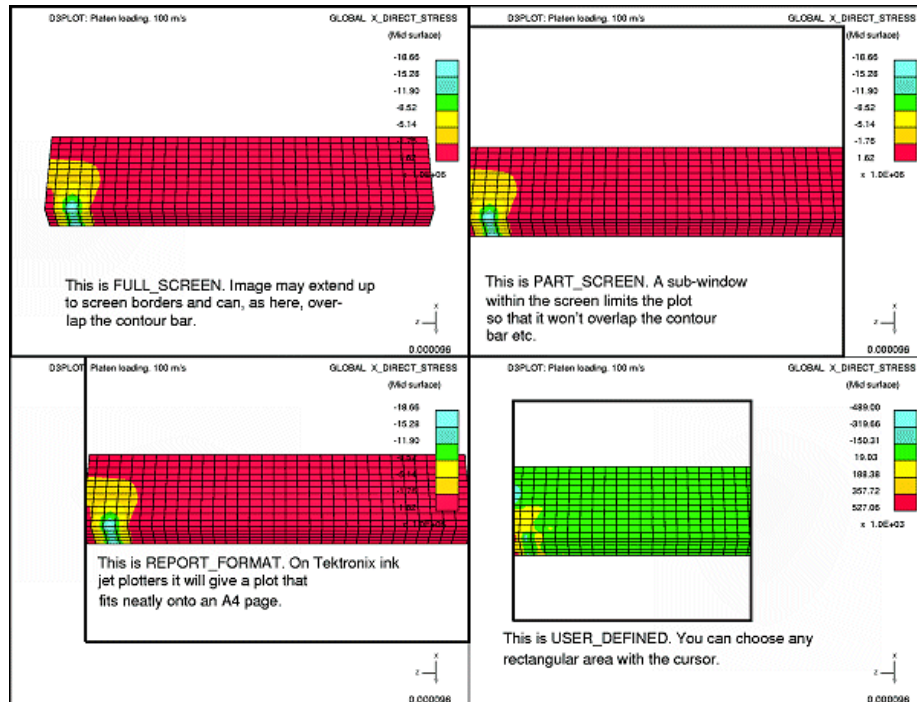 D3PLOT: Platen loading. 100 m/s
GLOBAL X_DIRECT_STRESS
(Mid surface)
-18.66
-15.28
-11.90
-8.52
-5.14
-1.76
1.62
x 1.0E+06
This is FULL_SCREEN. Image may extend up
to screen borders and can, as here, over-
lap the contour bar.
X
Z
0.000096
D3PLOT: Platen loading. 100 m/s
GLOBAL X_DIRECT_STRESS
(Mid surface)
-18.66
-15.28
-11.90
-8.52
-5.14
-1.76
1.62
x 1.0E+06
This is PART_SCREEN. A sub-window
within the screen limits the plot
so that it won't overlap the contour
bar etc.
X
Z
0.000096
D3PLOT: Platen loading. 100 m/s
GLOBAL X_DIRECT_STRESS
(Mid surface)
-18.66
-15.28
-11.90
This is REPORT_FORMAT. On Tektronix ink
jet plotters it will give a plot that
fits neatly onto an A4 page.
X
Z
0.000096
D3PLOT: Platen loading. 100 m/s
GLOBAL X_DIRECT_STRESS
(Mid surface)
-489.00
-319.66
-150.31
19.03
188.38
357.72
527.06
x 1.0E+03
This is USER_DEFINED. You can choose any
rectangular area with the cursor.
X
Z
0.000096